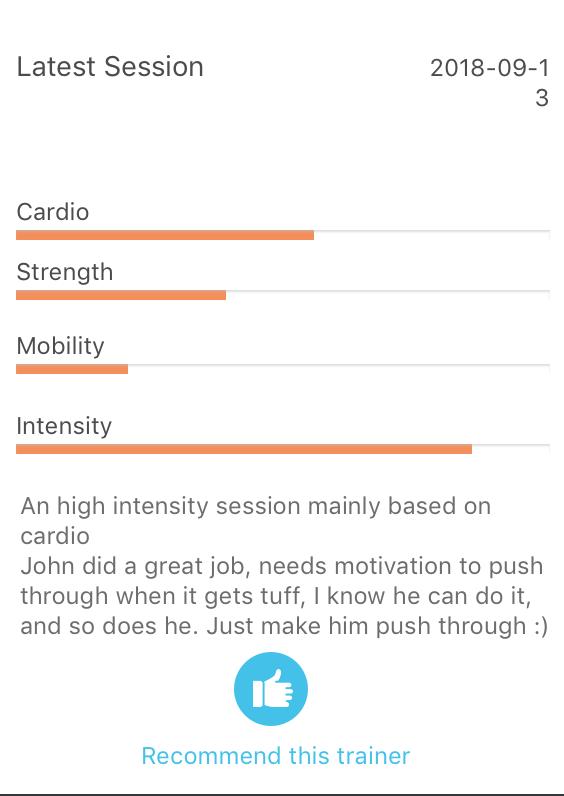 Latest Session
2018-09-1
3
Cardio
Strength
Mobility
Intensity
An high intensity session mainly based on
cardio
John did a great job, needs motivation to push
through when it gets tuff, I know he can do it,
and so does he. Just make him push through :)
Recommend this trainer